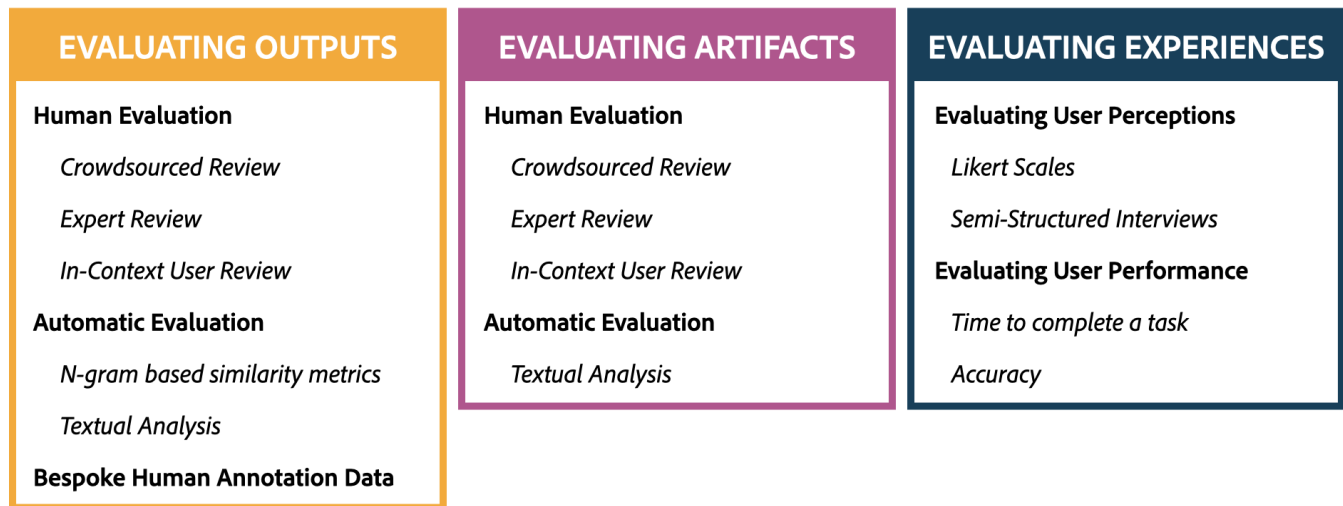 EVALUATING OUTPUTS
Human Evaluation
Crowdsourced Review
Expert Review
In-Context User Review
Automatic Evaluation
N-gram based similarity metrics
Textual Analysis
Bespoke Human Annotation Data
EVALUATING ARTIFACTS
Human Evaluation
Crowdsourced Review
Expert Review
In-Context User Review
Automatic Evaluation
Textual Analysis
EVALUATING EXPERIENCES
Evaluating User Perceptions
Likert Scales
Semi-Structured Interviews
Evaluating User Performance
Time to complete a task
Accuracy